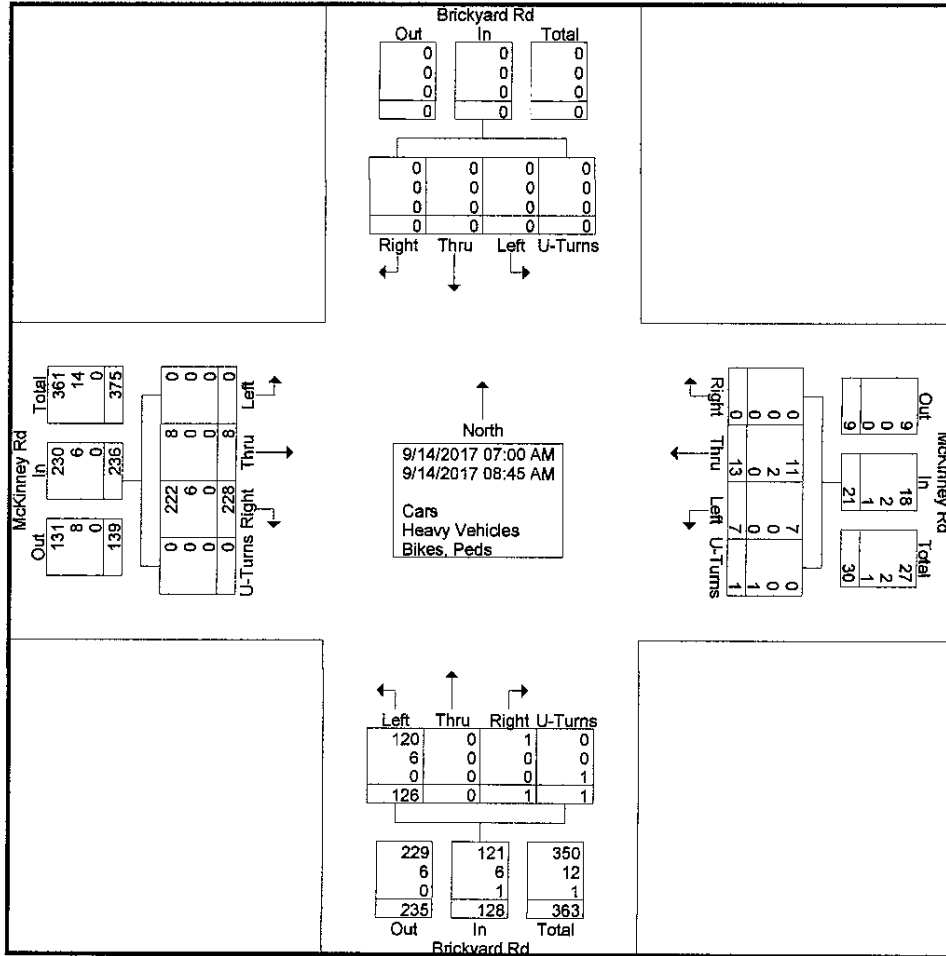 Brickyard Rd
Out In Total
0 0 0
0 0 0
0 0 0
0 0 0
0 0 0 0
0 0 0 0
0 0 0 0
0 0 0 0
Right Thru Left U-Turns
McKinney Rd
Total
361 14 0 375
In
230 6 0 236
Out
131 8 0 139
Left
0 0 0 0
Thru
8 0 0 8
Right
222 6 0 228
U-Turns
0 0 0 0
North
9/14/2017 07:00 AM
9/14/2017 08:45 AM
Cars
Heavy Vehicles
Bikes, Peds
Right
0 0 0 0
Thru
11 2 0 13
Left
7 0 0 7
U-Turns
0 0 1 1
McKinney Rd
Out
9 0 0 9
In
18 2 1 21
Total
27 2 1 30
Left Thru Right U-Turns
120 0 1 0
6 0 0 0
0 0 0 1
126 0 1 1
229 121 350
6 6 12
0 1 1
235 128 363
Out In Total
Brickyard Rd